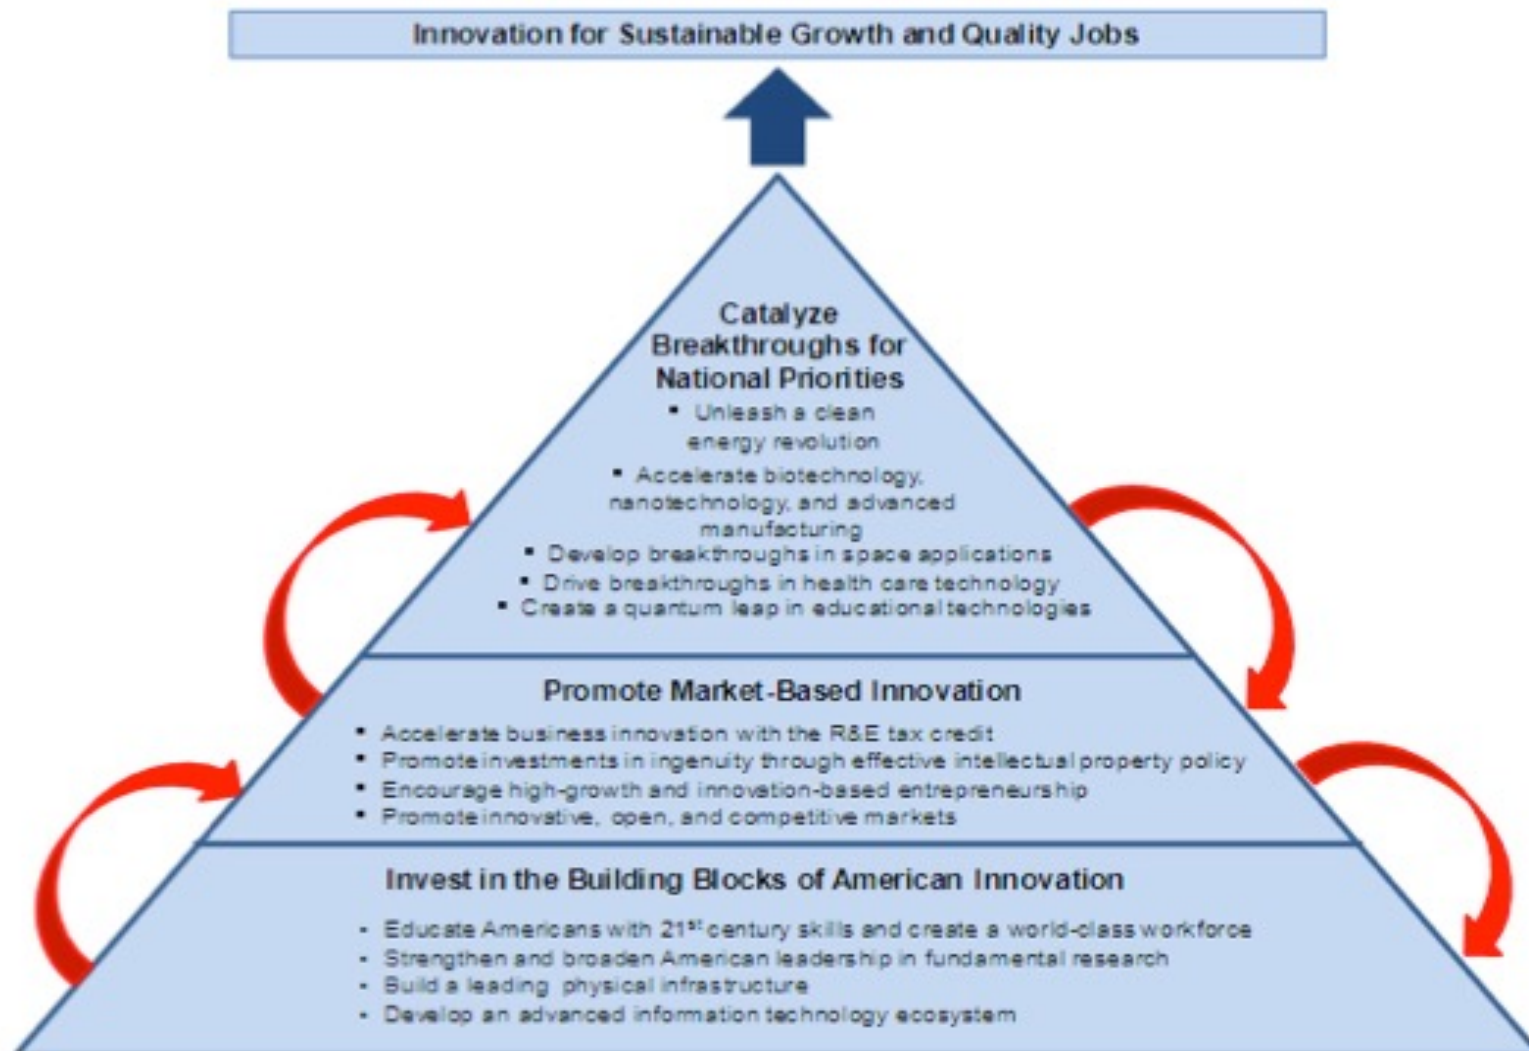 Innovation for Sustainable Growth and Quality Jobs
Catalyze
Breakthroughs for
National Priorities
▪ Unleash a clean
energy revolution
▪ Accelerate biotechnology,
nanotechnology, and advanced
manufacturing
▪ Develop breakthroughs in space applications
▪ Drive breakthroughs in health care technology
▪ Create a quantum leap in educational technologies
Promote Market-Based Innovation
▪ Accelerate business innovation with the R&E tax credit
▪ Promote investments in ingenuity through effective intellectual property policy
▪ Encourage high-growth and innovation-based entrepreneurship
▪ Promote innovative, open, and competitive markets
Invest in the Building Blocks of American Innovation
- Educate Americans with 21st century skills and create a world-class workforce
- Strengthen and broaden American leadership in fundamental research
- Build a leading physical infrastructure
- Develop an advanced information technology ecosystem